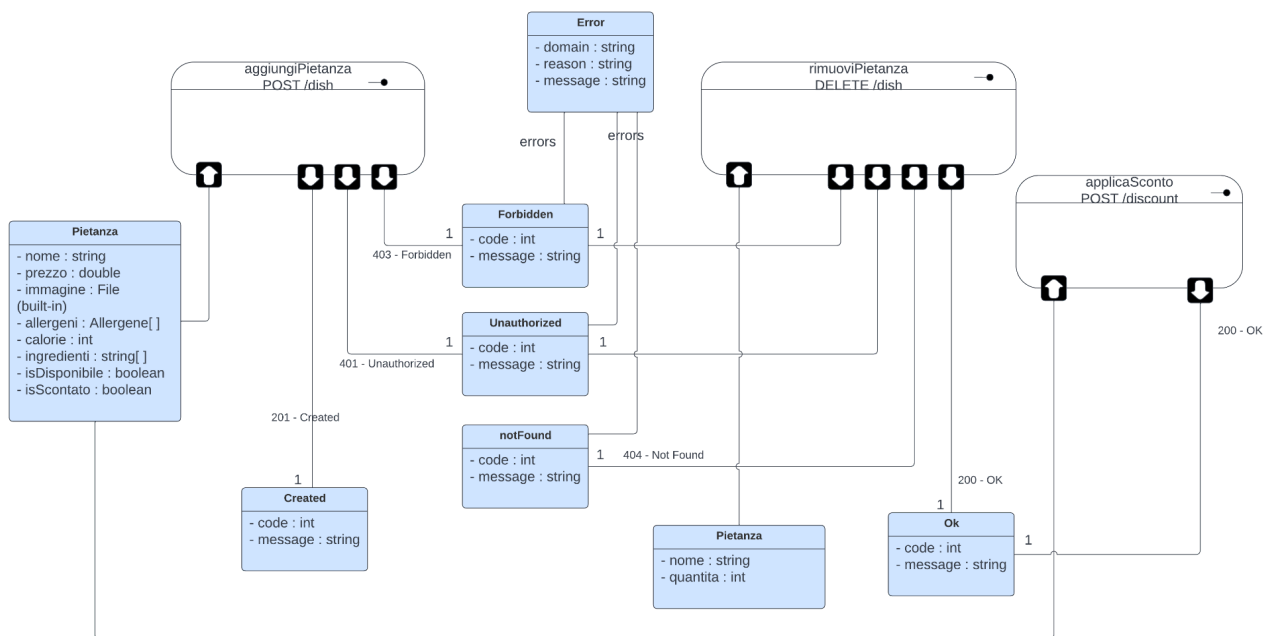 Error
- domain : string
- reason : string
- message : string
aggiungiPietanza
POST /dish
rimuoviPietanza
DELETE /dish
errors
errors
applicaSconto
POST /discount
Forbidden
- code : int
- message : string
1
1
403 - Forbidden
Pietanza
- nome : string
- prezzo : double
- immagine : File
(built-in)
- allergeni : Allergene[ ]
- calorie : int
- ingredienti : string[ ]
- isDisponibile : boolean
- isScontato : boolean
Unauthorized
- code : int
- message : string
1
1
401 - Unauthorized
200 - OK
201 - Created
notFound
- code : int
- message : string
1
404 - Not Found
1
Created
- code : int
- message : string
200 - OK
1
Ok
- code : int
- message : string
1
Pietanza
- nome : string
- quantita : int